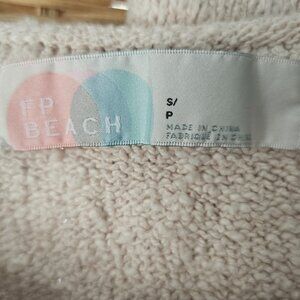 FP
BEACH
S/
P
MADE IN CHINA
FABRIQUÉ EN CHINE